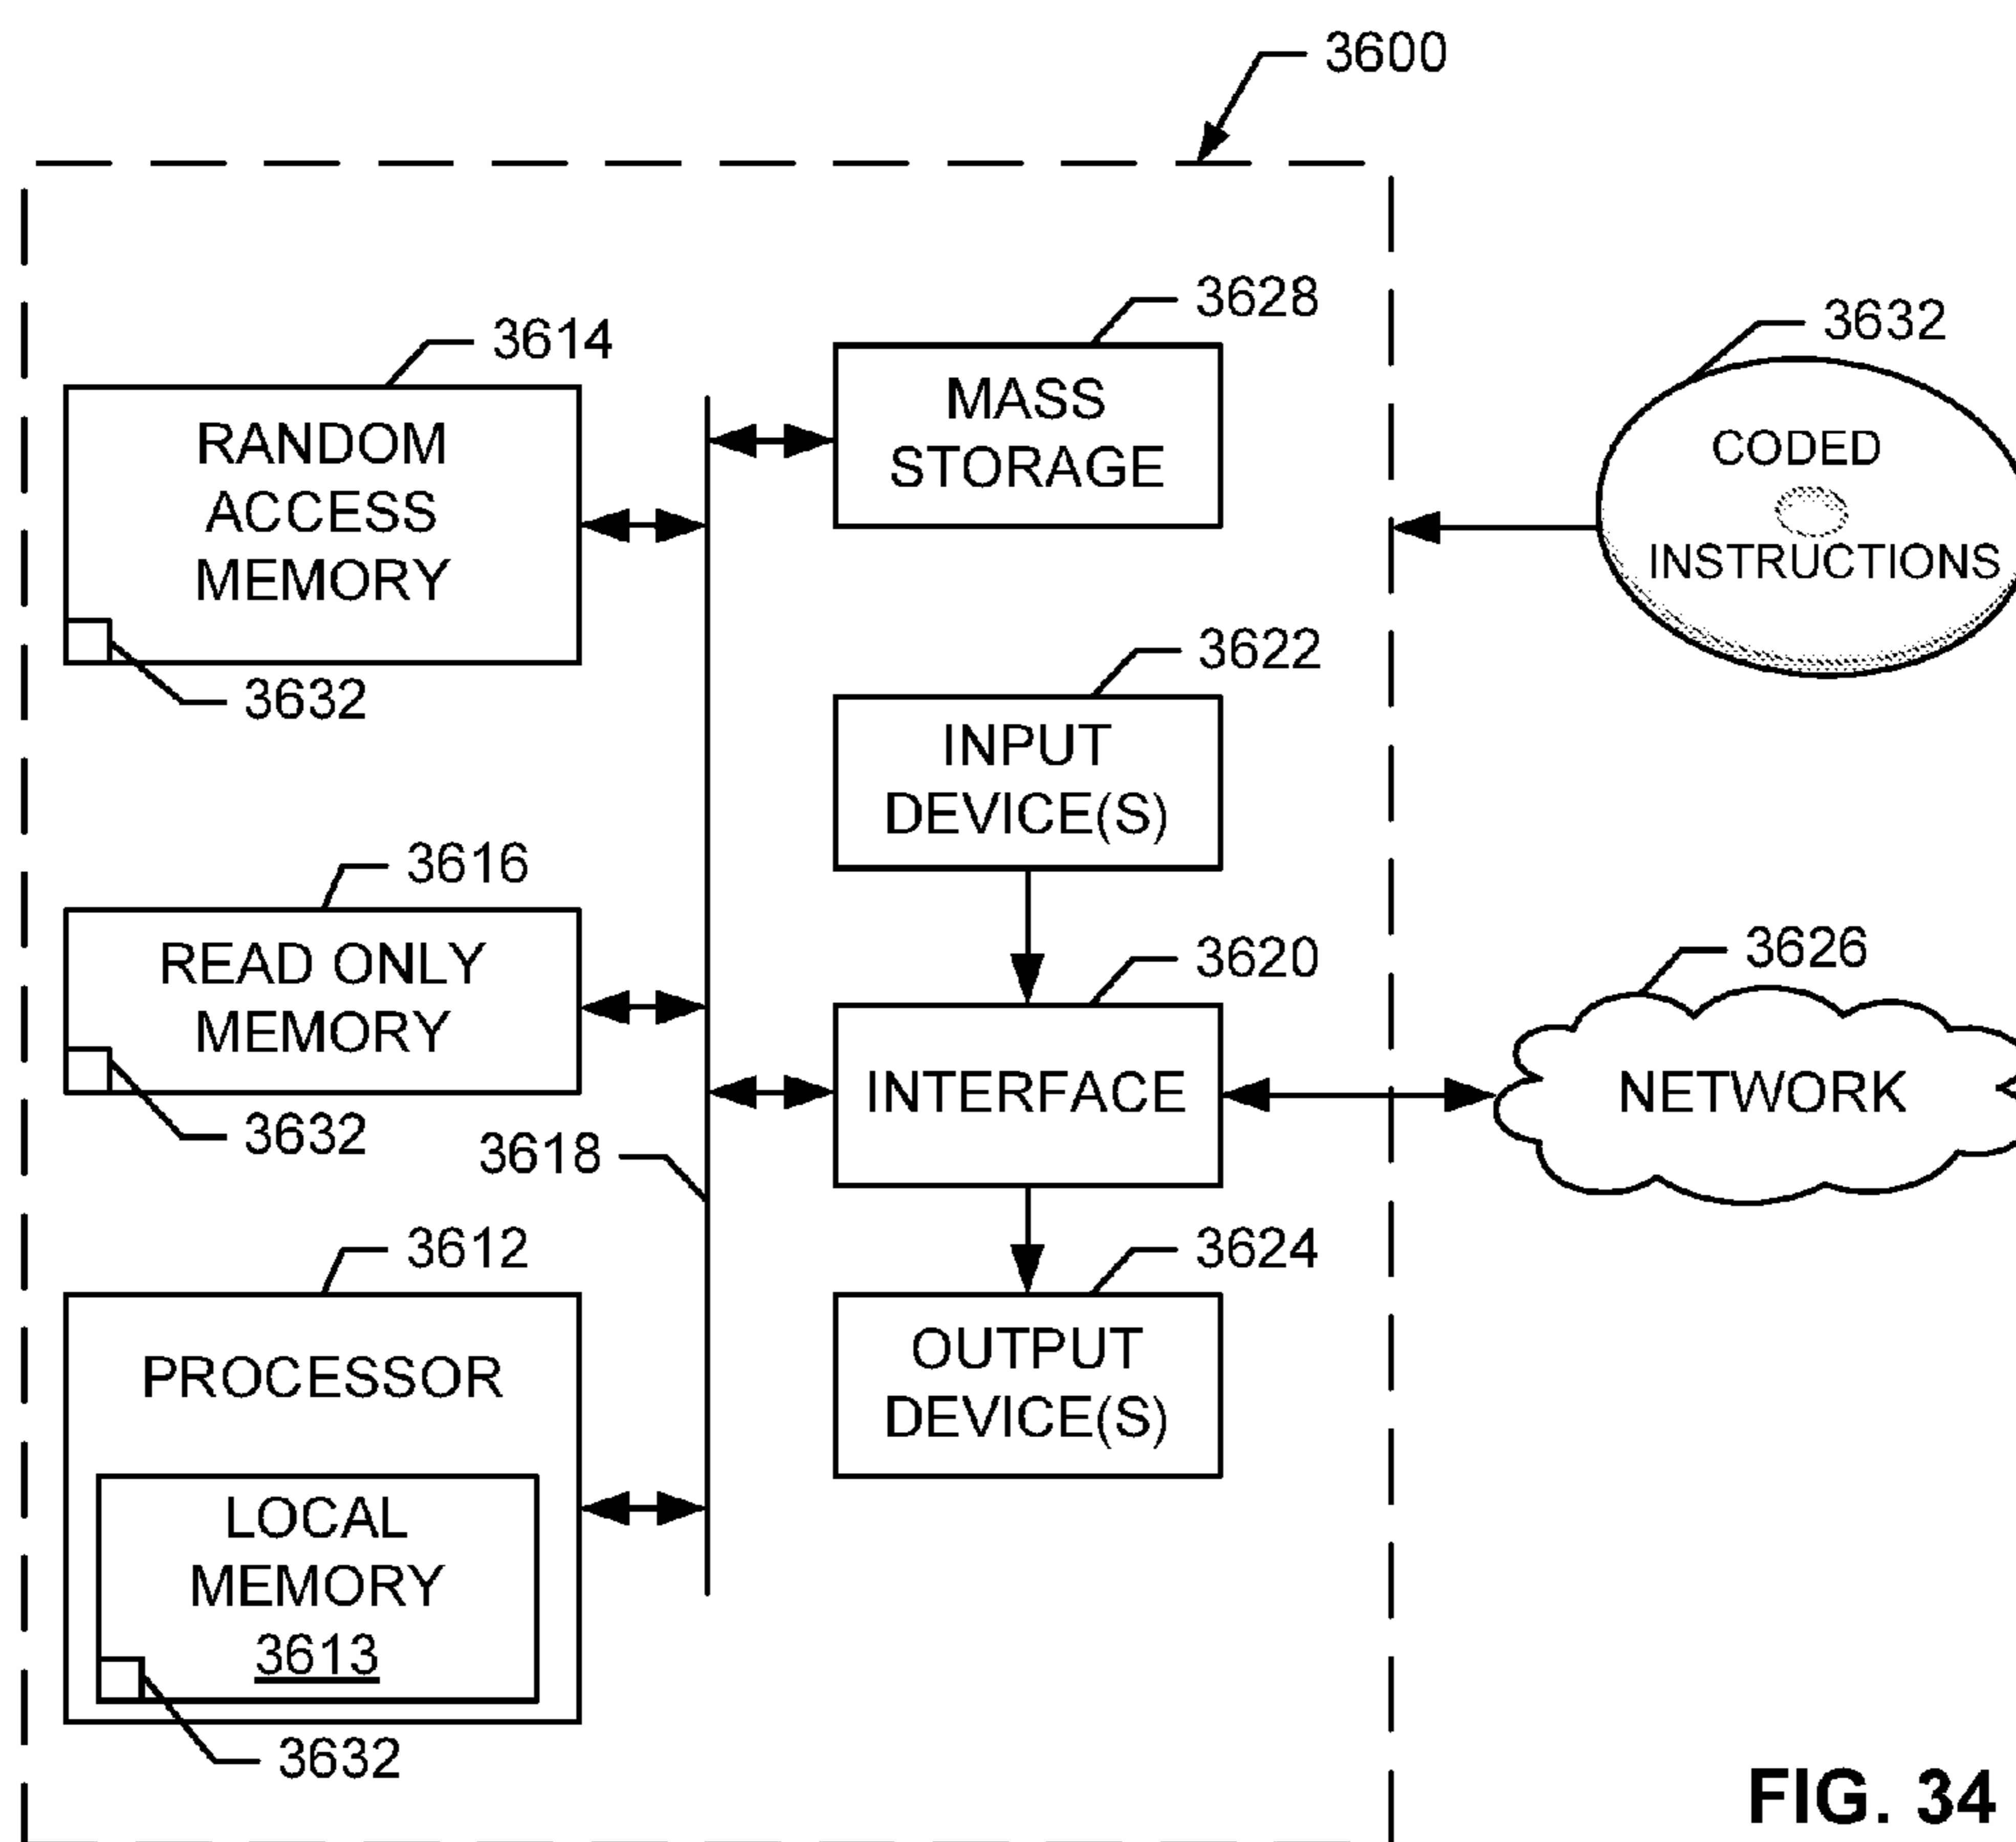 3600
3628
3632
3614
MASS
STORAGE
RANDOM
ACCESS
MEMORY
CODED
INSTRUCTIONS
3632
3622
INPUT
DEVICE(S)
3616
READ ONLY
MEMORY
3632
3620
INTERFACE
3626
NETWORK
3618
3612
PROCESSOR
LOCAL
MEMORY
3613
3632
3624
OUTPUT
DEVICE(S)
FIG. 34